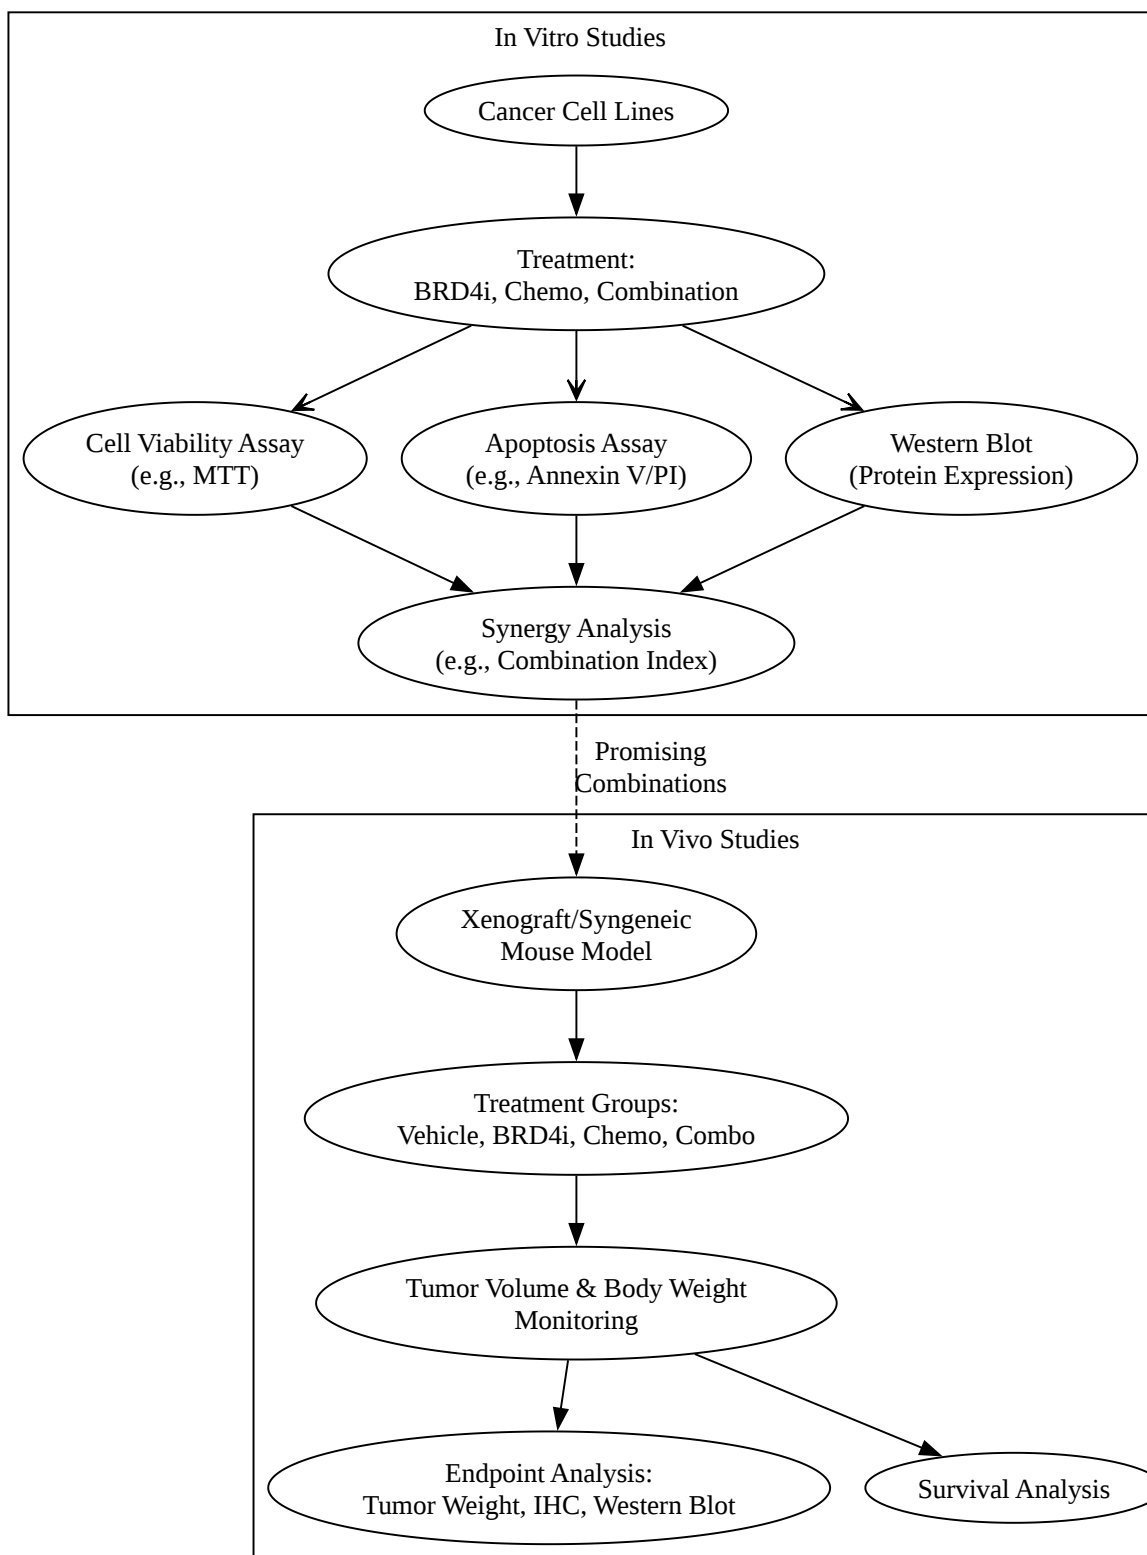 In Vitro Studies
Cancer Cell Lines
Treatment:
BRD4i, Chemo, Combination
Cell Viability Assay
(e.g., MTT)
Apoptosis Assay
(e.g., Annexin V/PI)
Western Blot
(Protein Expression)
Synergy Analysis
(e.g., Combination Index)
Promising
Combinations
In Vivo Studies
Xenograft/Syngeneic
Mouse Model
Treatment Groups:
Vehicle, BRD4i, Chemo, Combo
Tumor Volume & Body Weight
Monitoring
Endpoint Analysis:
Tumor Weight, IHC, Western Blot
Survival Analysis